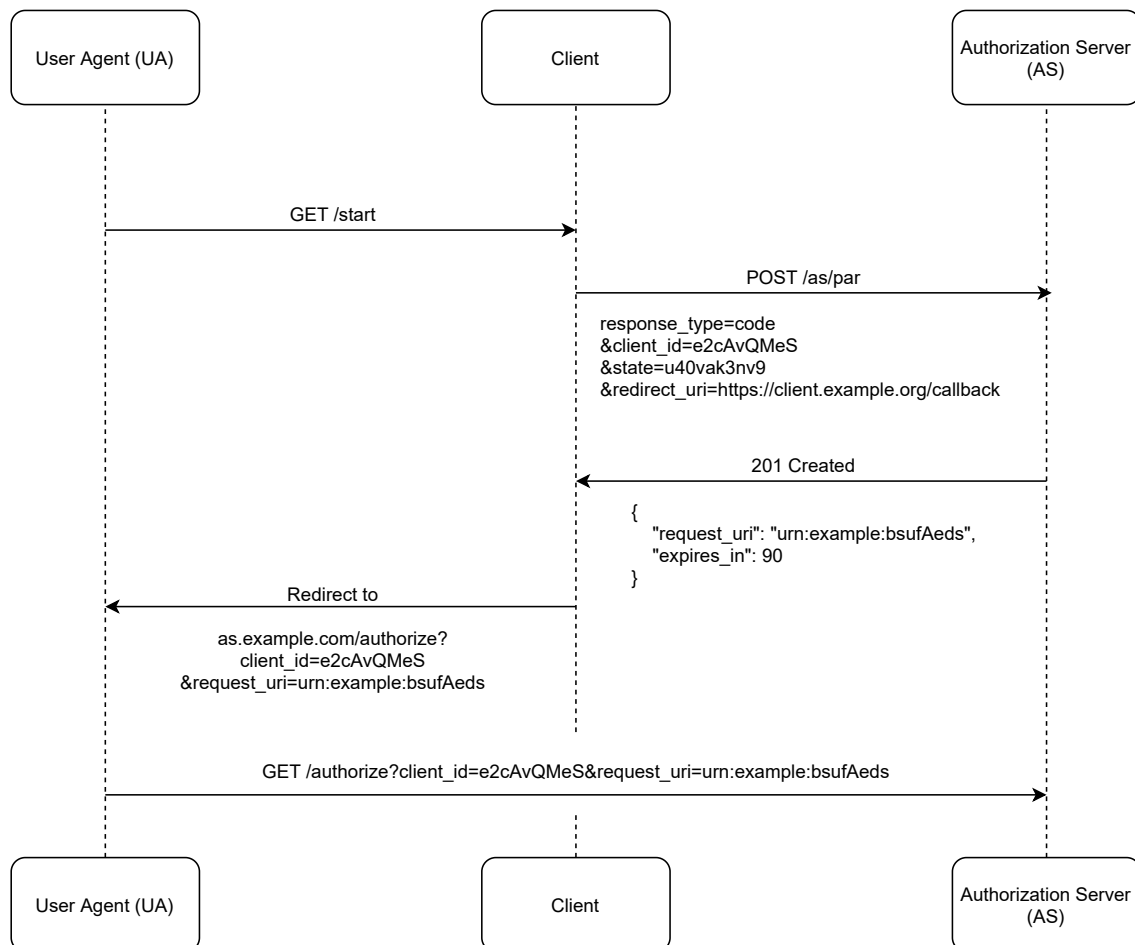 User Agent (UA)
Client
Authorization Server
(AS)
GET /start
POST /as/par
response_type=code
&client_id=e2cAvQMeS
&state=u40vak3nv9
&redirect_uri=https://client.example.org/callback
201 Created
{
"request_uri": "urn:example:bsufAeds",
"expires_in": 90
}
Redirect to
as.example.com/authorize?
client_id=e2cAvQMeS
&request_uri=urn:example:bsufAeds
GET /authorize?client_id=e2cAvQMeS&request_uri=urn:example:bsufAeds
User Agent (UA)
Client
Authorization Server
(AS)